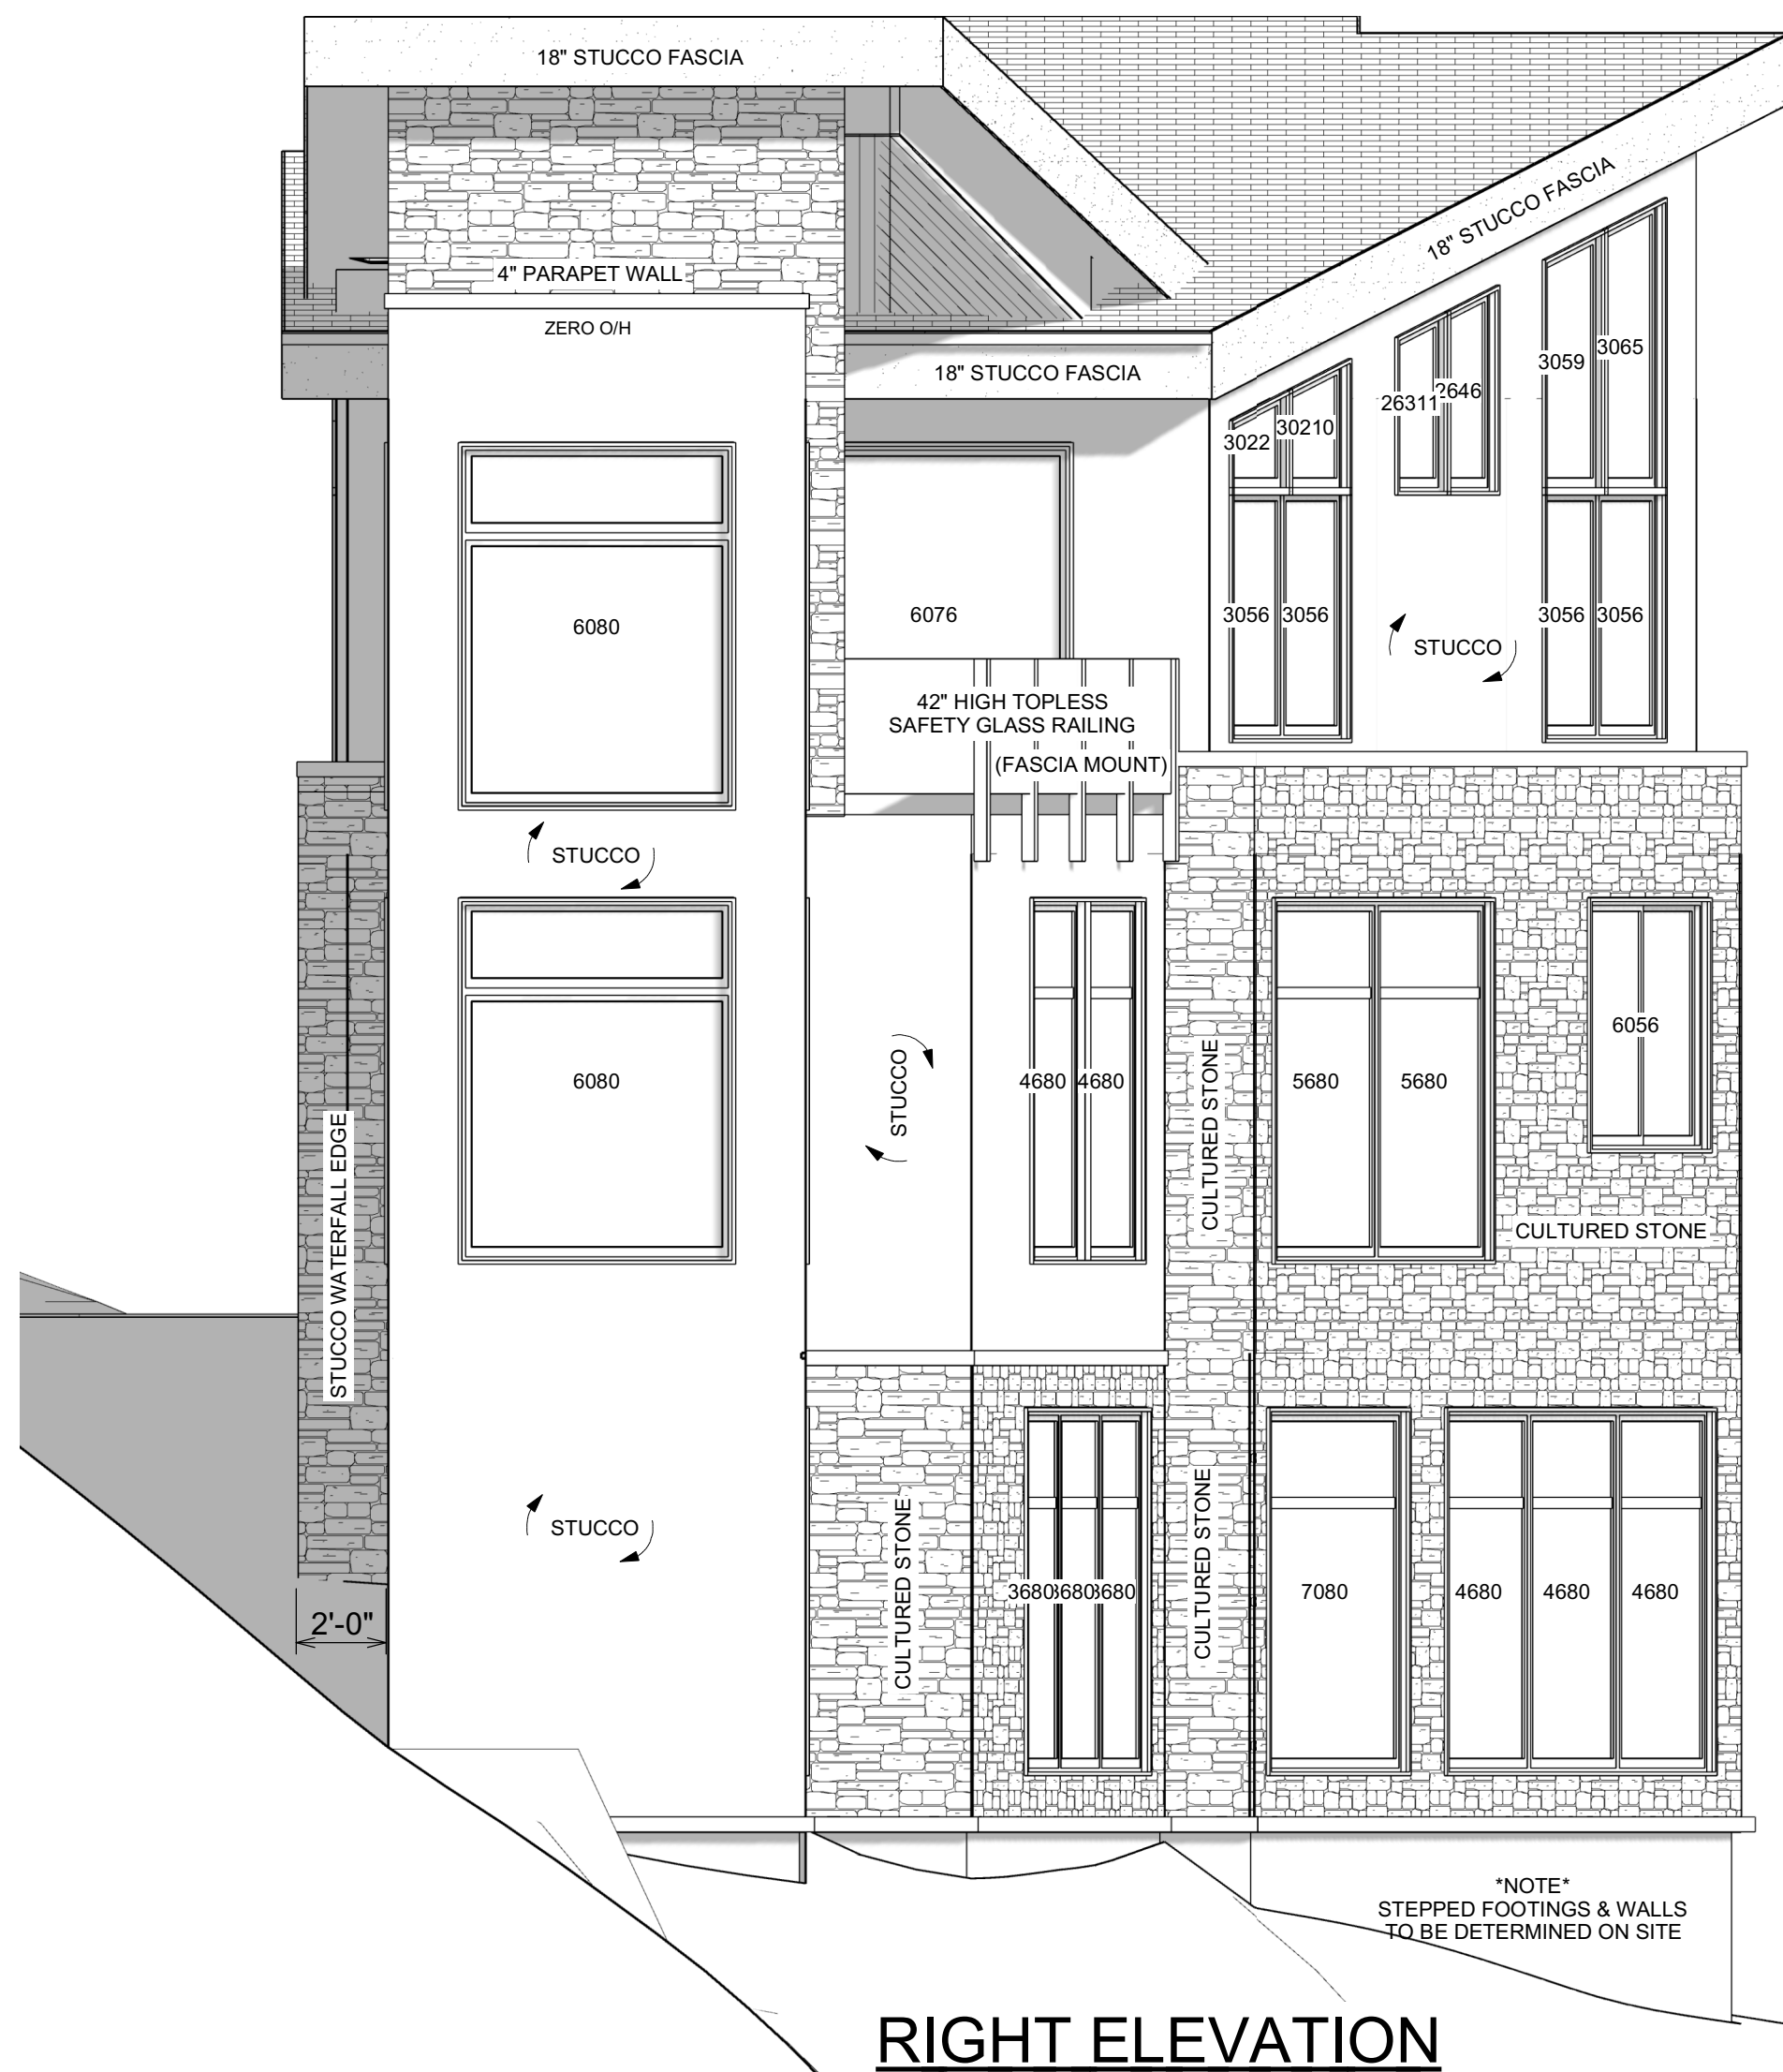 18" STUCCO FASCIA
18" STUCCO FASCIA
4" PARAPET WALL
ZERO O/H
18" STUCCO FASCIA
3059
3065
26311
2646
3022
30210
6080
6076
3056
3056
3056
3056
STUCCO
42" HIGH TOPLESS
SAFETY GLASS RAILING
(FASCIA MOUNT)
STUCCO
6080
STUCCO
4680
4680
CULTURED STONE
5680
5680
6056
CULTURED STONE
STUCCO WATERFALL EDGE
STUCCO
2'-0"
CULTURED STONE
3680
3680
3680
CULTURED STONE
7080
4680
4680
4680
*NOTE*
STEPPED FOOTINGS & WALLS
TO BE DETERMINED ON SITE
RIGHT ELEVATION